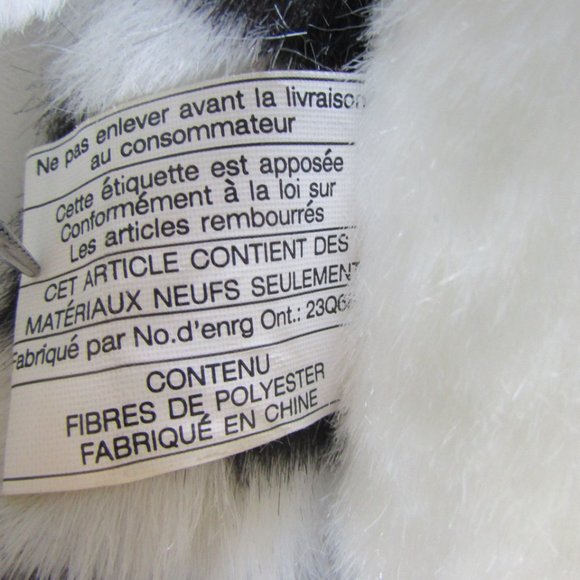 Ne pas enlever avant la livraison
au consommateur
Cette étiquette est apposée
Conformément à la loi sur
Les articles rembourrés
CET ARTICLE CONTIENT DES
MATÉRIAUX NEUFS SEULEMENT
Fabriqué par No.d'enrg Ont.: 23Q6
CONTENU
FIBRES DE POLYESTER
FABRIQUÉ EN CHINE